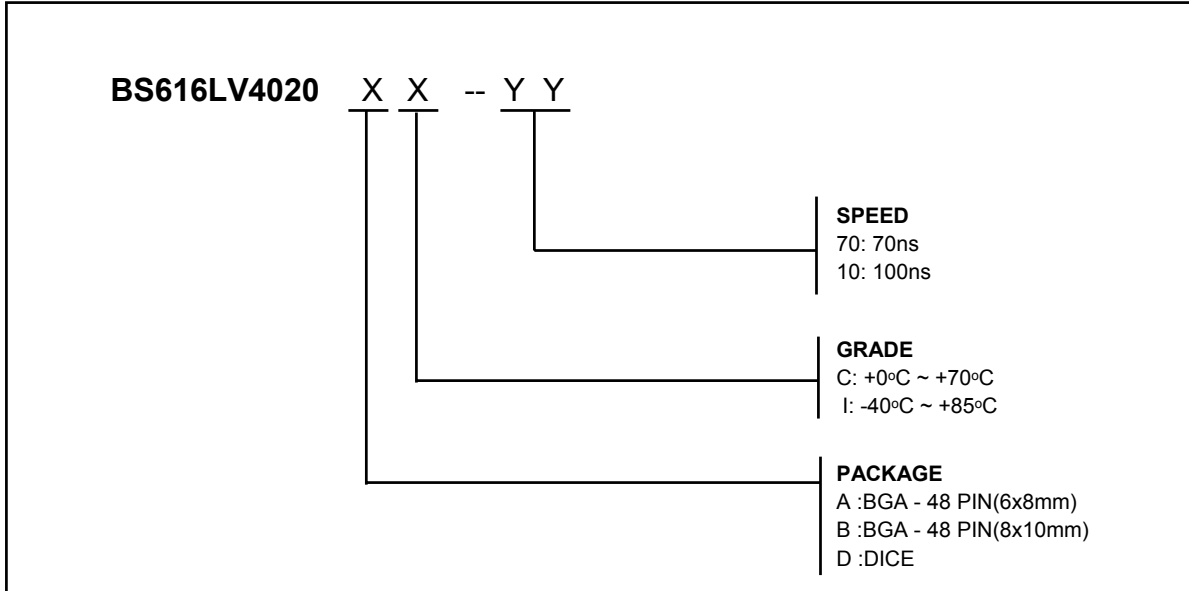 BS616LV4020 X X -- Y Y
SPEED
70: 70ns
10: 100ns
GRADE
C: +0oC ~ +70oC
I: -40oC ~ +85oC
PACKAGE
A :BGA - 48 PIN(6x8mm)
B :BGA - 48 PIN(8x10mm)
D :DICE